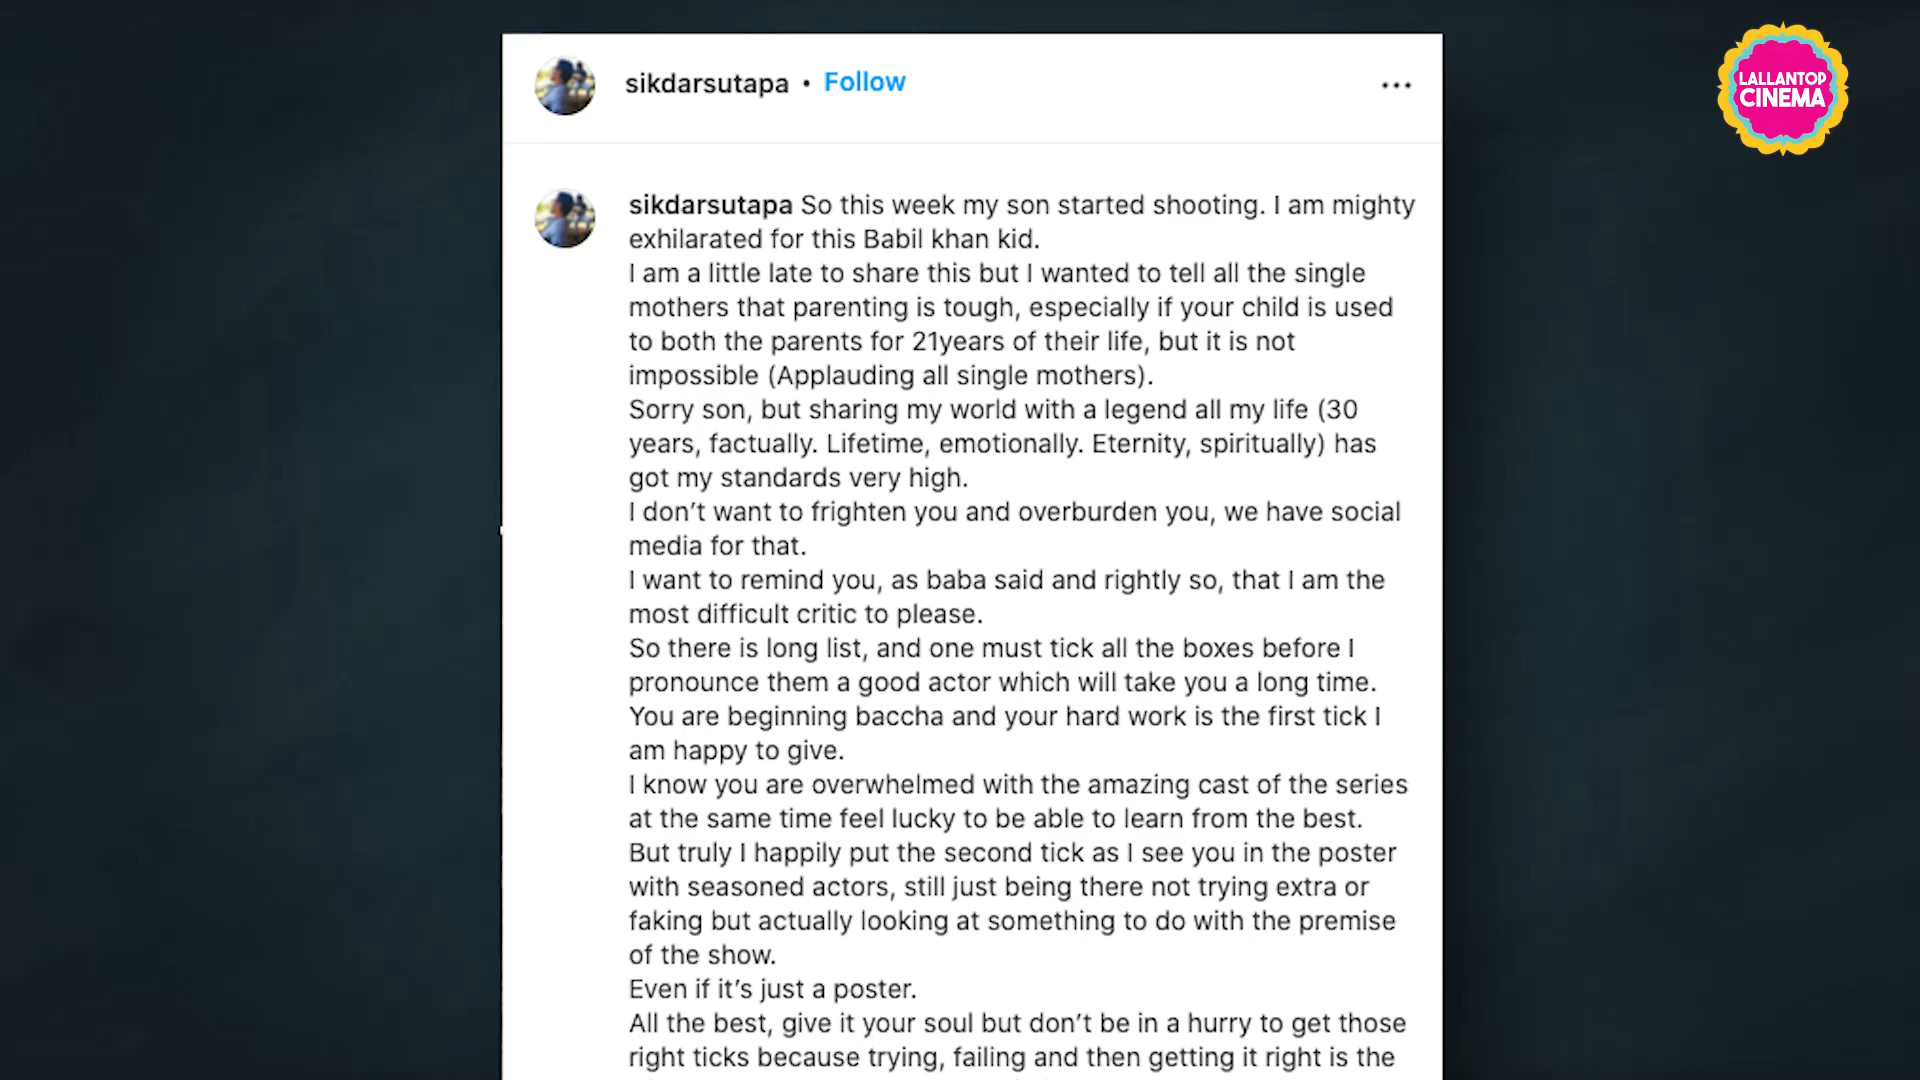 sikdarsutapa • Follow
LALLANTOP
CINEMA
sikdarsutapa So this week my son started shooting. I am mighty
exhilarated for this Babil khan kid.
I am a little late to share this but I wanted to tell all the single
mothers that parenting is tough, especially if your child is used
to both the parents for 21years of their life, but it is not
impossible (Applauding all single mothers).
Sorry son, but sharing my world with a legend all my life (30
years, factually. Lifetime, emotionally. Eternity, spiritually) has
got my standards very high.
I don’t want to frighten you and overburden you, we have social
media for that.
I want to remind you, as baba said and rightly so, that I am the
most difficult critic to please.
So there is long list, and one must tick all the boxes before I
pronounce them a good actor which will take you a long time.
You are beginning baccha and your hard work is the first tick I
am happy to give.
I know you are overwhelmed with the amazing cast of the series
at the same time feel lucky to be able to learn from the best.
But truly I happily put the second tick as I see you in the poster
with seasoned actors, still just being there not trying extra or
faking but actually looking at something to do with the premise
of the show.
Even if it’s just a poster.
All the best, give it your soul but don’t be in a hurry to get those
right ticks because trying, failing and then getting it right is the